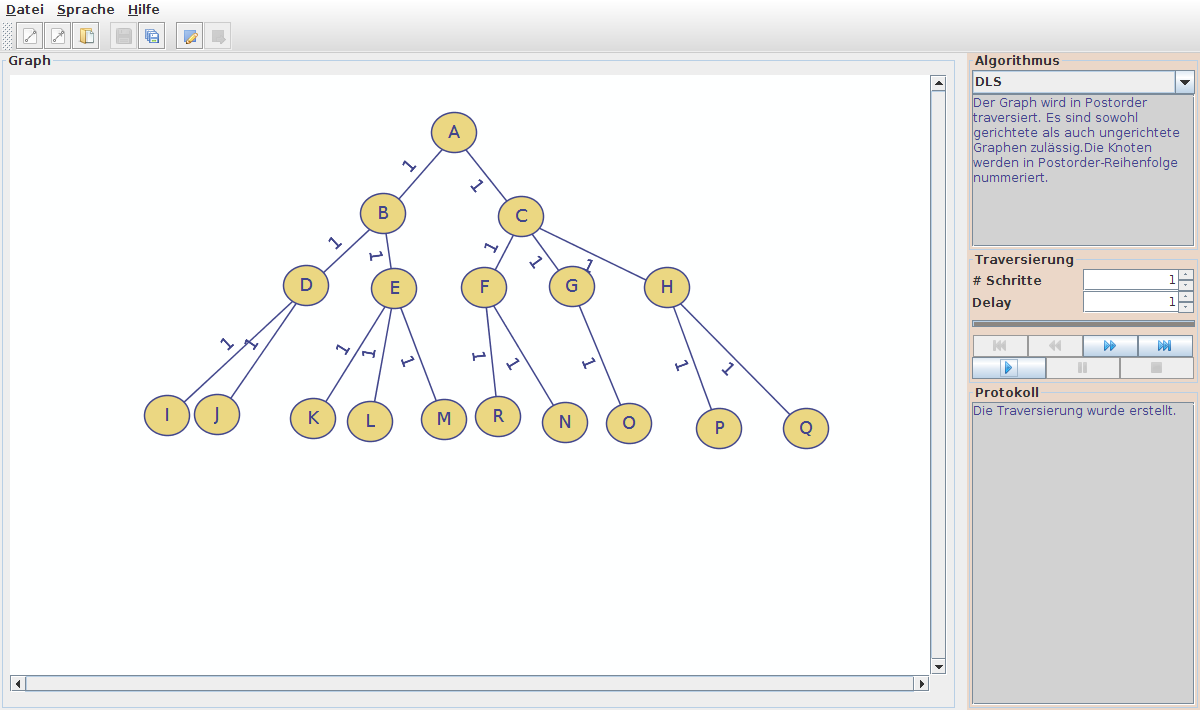 Datei Sprache Hilfe
Graph
A
1 1
B C
1 1 1 1 1
D E F G H
1 1 1 1 1 1 1 1 1 1
I J K L M R N O P Q
Algorithmus
DLS
Der Graph wird in Postorder
traversiert. Es sind sowohl
gerichtete als auch ungerichtete
Graphen zulässig.Die Knoten
werden in Postorder-Reihenfolge
nummeriert.
Traversierung
# Schritte 1
Delay 1
Protokoll
Die Traversierung wurde erstellt.